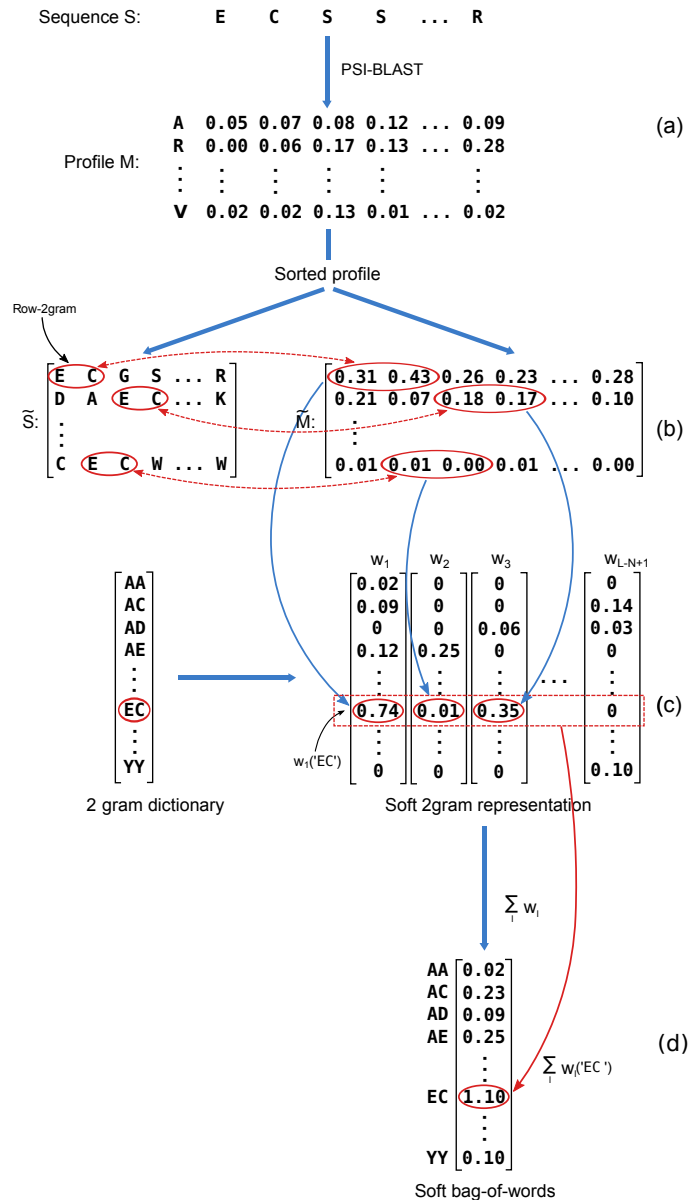 Sequence S: E C S S ... R
PSI-BLAST
(a)
Profile M:
A 0.05 0.07 0.08 0.12 ... 0.09
R 0.00 0.06 0.17 0.13 ... 0.28
⋮ ⋮ ⋮ ⋮ ⋮ ⋮
V 0.02 0.02 0.13 0.01 ... 0.02
Sorted profile
Row-2gram
S̃:
E C G S ... R
D A E C ... K
⋮
C E C W ... W
M̃:
0.31 0.43 0.26 0.23 ... 0.28
0.21 0.07 0.18 0.17 ... 0.10
⋮
0.01 0.01 0.00 0.01 ... 0.00
(b)
AA
AC
AD
AE
⋮
EC
⋮
YY
2 gram dictionary
w₁ w₂ w₃ w_L-N+1
0.02 0 0 0
0.09 0 0 0.14
0 0 0.06 0.03
0.12 0.25 0 0
⋮ ⋮ ⋮ ... ⋮
0.74 0.01 0.35 0
⋮ ⋮ ⋮ ⋮
0 0 0 0.10
w₁('EC')
(c)
Soft 2gram representation
∑ₗ wₗ
AA 0.02
AC 0.23
AD 0.09
AE 0.25
⋮
EC 1.10
⋮
YY 0.10
∑ₗ wₗ('EC')
(d)
Soft bag-of-words